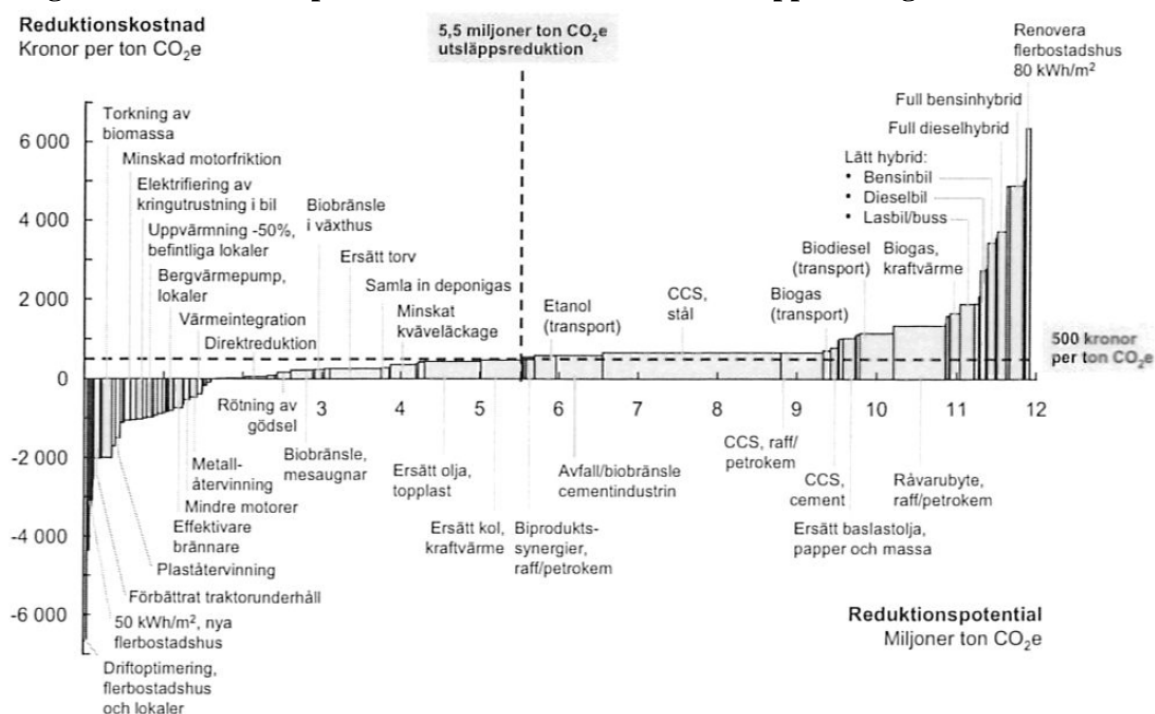 Reduktionskostnad
Kronor per ton CO₂e
5,5 miljoner ton CO₂e
utsläppsreduktion
Renovera
flerbostadshus
80 kWh/m²
Full bensinhybrid
Full dieselhybrid
Lätt hybrid:
• Bensinbil
• Dieselbil
• Lasbil/buss
Torkning av
biomassa
Minskad motorfriktion
Elektrifiering av
kringutrustning i bil
Uppvärmning -50%,
befintliga lokaler
Bergvärmepump,
lokaler
Värmeintegration
Direktreduktion
Biobränsle
i växthus
Ersätt torv
Samla in deponigas
Minskat
kväveläckage
Etanol
(transport)
CCS,
stål
Biodiesel
(transport)
Biogas
(transport)
Biogas,
kraftvärme
500 kronor
per ton CO₂e
6 000
4 000
2 000
0
-2 000
-4 000
-6 000
3
4
5
6
7
8
9
10
11
12
Rötning av
gödsel
Biobränsle,
mesaugnar
Metall-
återvinning
Mindre motorer
Effektivare
brännare
Plaståtervinning
Förbättrat traktorunderhåll
50 kWh/m², nya
flerbostadshus
Driftoptimering,
flerbostadshus
och lokaler
Ersätt olja,
topplast
Ersätt kol,
kraftvärme
Biprodukts-
synergier,
raff/petrokem
Avfall/biobränsle
cementindustrin
CCS, raff/
petrokem
CCS,
cement
Ersätt baslastolja,
papper och massa
Råvarubyte,
raff/petrokem
Reduktionspotential
Miljoner ton CO₂e